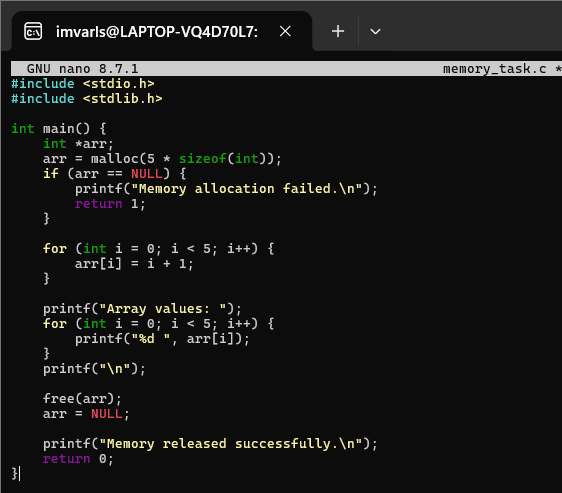 imvarls@LAPTOP-VQ4D70L7:
GNU nano 8.7.1 memory_task.c *
#include <stdio.h>
#include <stdlib.h>

int main() {
    int *arr;
    arr = malloc(5 * sizeof(int));
    if (arr == NULL) {
        printf("Memory allocation failed.\n");
        return 1;
    }

    for (int i = 0; i < 5; i++) {
        arr[i] = i + 1;
    }

    printf("Array values: ");
    for (int i = 0; i < 5; i++) {
        printf("%d ", arr[i]);
    }
    printf("\n");

    free(arr);
    arr = NULL;

    printf("Memory released successfully.\n");
    return 0;
}